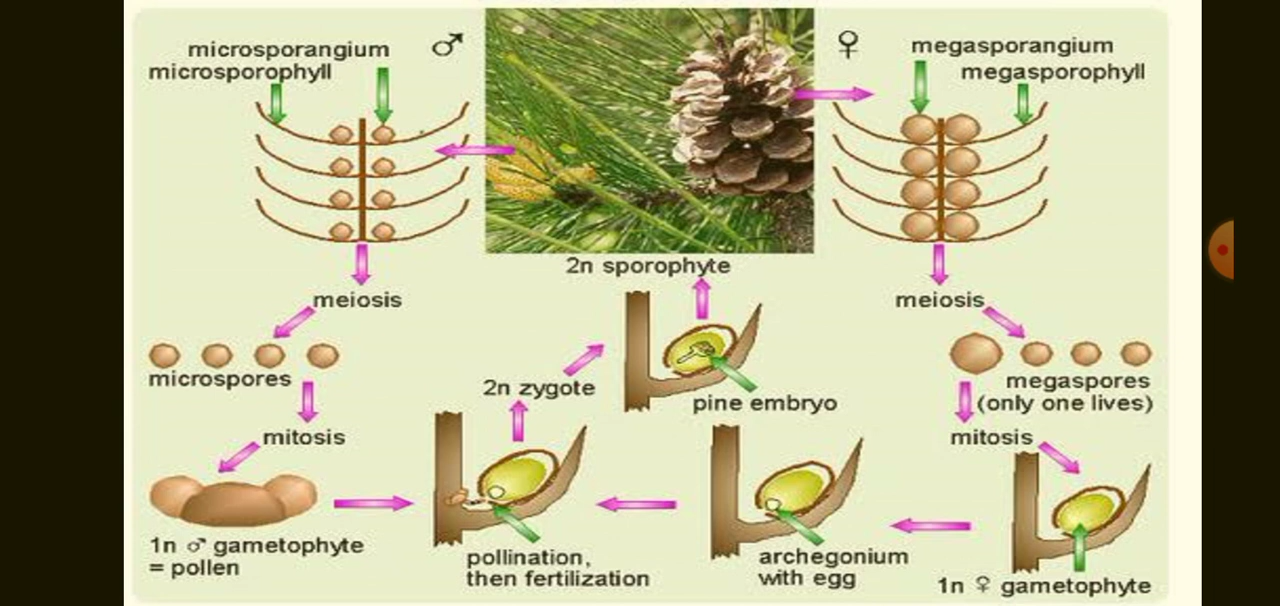 microsporangium ♂
microsporophyll
♀ megasporangium
megasporophyll
2n sporophyte
meiosis
meiosis
microspores
megaspores
(only one lives)
2n zygote
pine embryo
mitosis
mitosis
1n ♂ gametophyte
= pollen
pollination,
then fertilization
archegonium
with egg
1n ♀ gametophyte